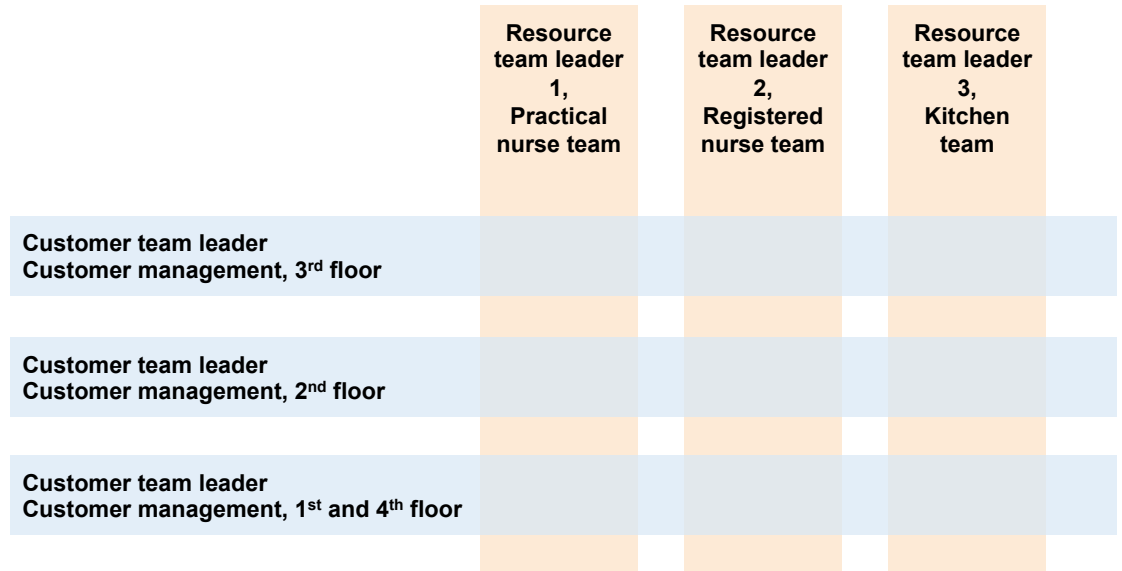 Resource
team leader
1,
Practical
nurse team
Resource
team leader
2,
Registered
nurse team
Resource
team leader
3,
Kitchen
team
Customer team leader
Customer management, 3rd floor
Customer team leader
Customer management, 2nd floor
Customer team leader
Customer management, 1st and 4th floor